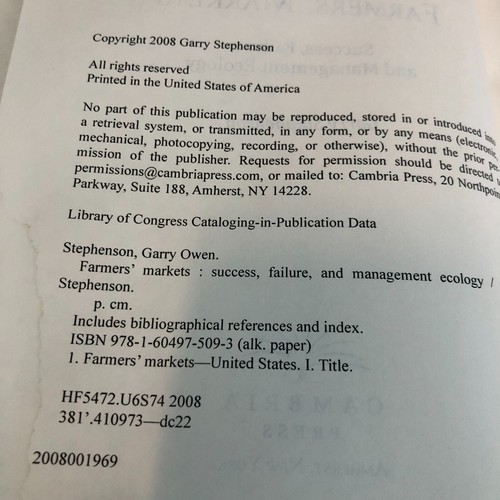 Copyright 2008 Garry Stephenson
All rights reserved
Printed in the United States of America
No part of this publication may be reproduced, stored in or introduced into
a retrieval system, or transmitted, in any form, or by any means (electronic,
mechanical, photocopying, recording, or otherwise), without the prior per-
mission of the publisher. Requests for permission should be directed
permissions@cambriapress.com, or mailed to: Cambria Press, 20 Northpoint
Parkway, Suite 188, Amherst, NY 14228.
Library of Congress Cataloging-in-Publication Data
Stephenson, Garry Owen.
Farmers' markets : success, failure, and management ecology /
Stephenson.
p. cm.
Includes bibliographical references and index.
ISBN 978-1-60497-509-3 (alk. paper)
1. Farmers' markets—United States. I. Title.
HF5472.U6S74 2008
381'.410973—dc22
2008001969